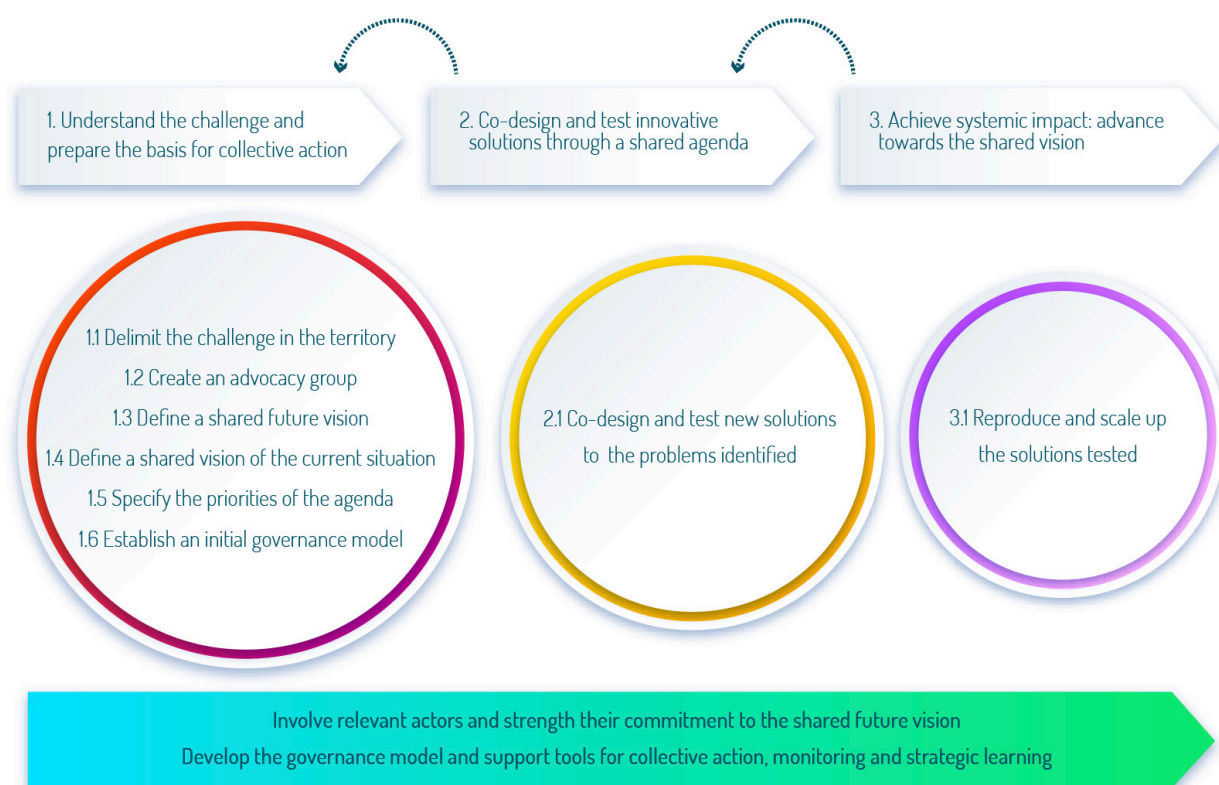 1. Understand the challenge and
prepare the basis for collective action
2. Co-design and test innovative
solutions through a shared agenda
3. Achieve systemic impact: advance
towards the shared vision
1.1 Delimit the challenge in the territory
1.2 Create an advocacy group
1.3 Define a shared future vision
1.4 Define a shared vision of the current situation
1.5 Specify the priorities of the agenda
1.6 Establish an initial governance model
2.1 Co-design and test new solutions
to the problems identified
3.1 Reproduce and scale up
the solutions tested
Involve relevant actors and strength their commitment to the shared future vision
Develop the governance model and support tools for collective action, monitoring and strategic learning